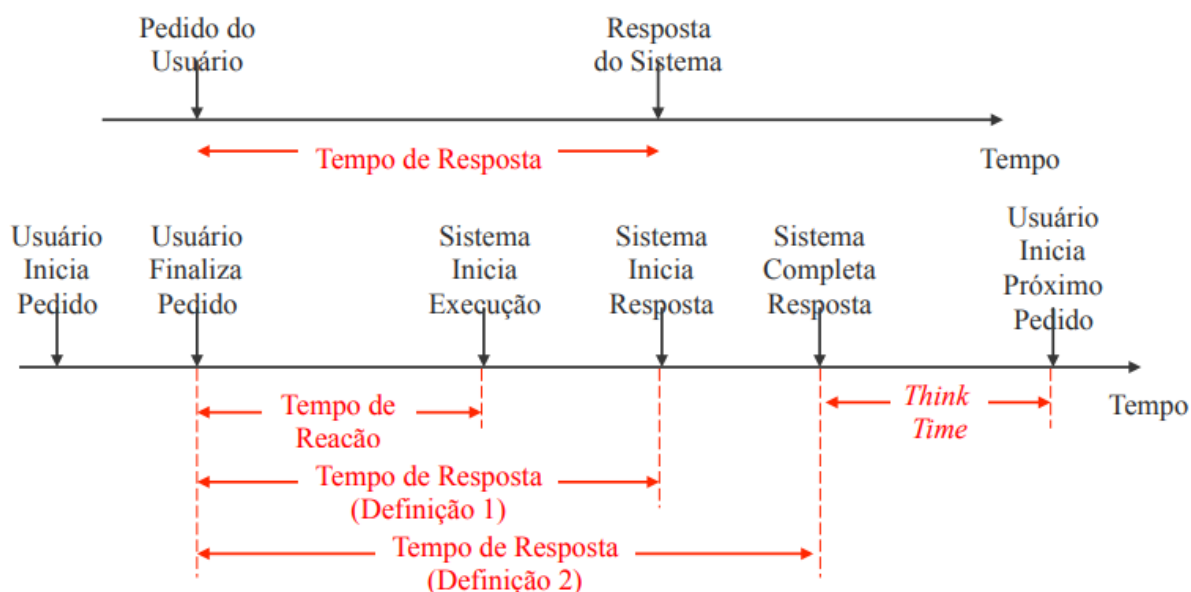 Pedido do
Usuário
Resposta
do Sistema
Tempo de Resposta
Tempo
Usuário
Inicia
Pedido
Usuário
Finaliza
Pedido
Sistema
Inicia
Execução
Sistema
Inicia
Resposta
Sistema
Completa
Resposta
Usuário
Inicia
Próximo
Pedido
Tempo de
Reacão
Think
Time
Tempo
Tempo de Resposta
(Definição 1)
Tempo de Resposta
(Definição 2)